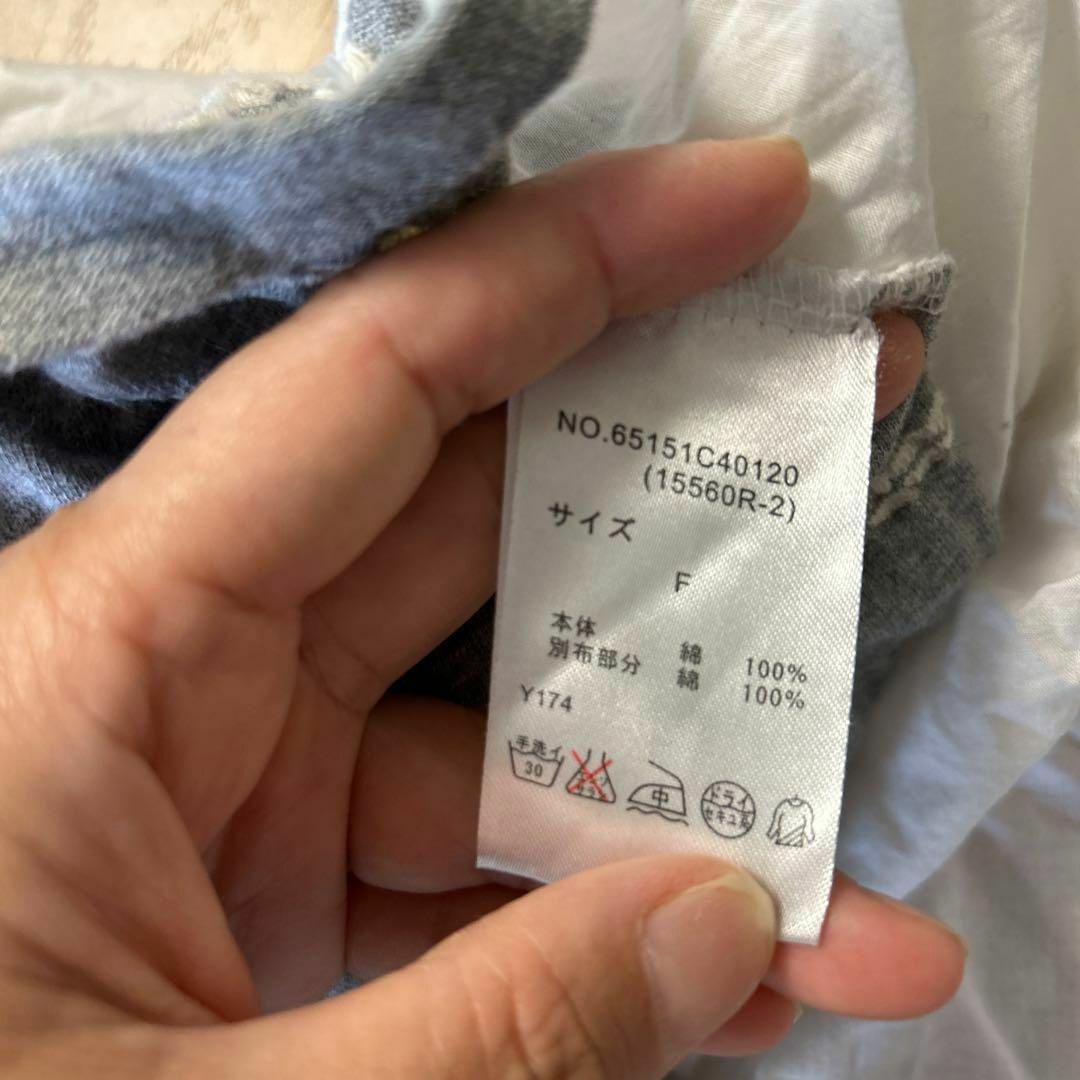 NO.65151C40120
(15560R-2)
サイズ
F
本体 綿 100%
別布部分 綿 100%
Y174
手洗イ
30
中
ドライ
セキユ系